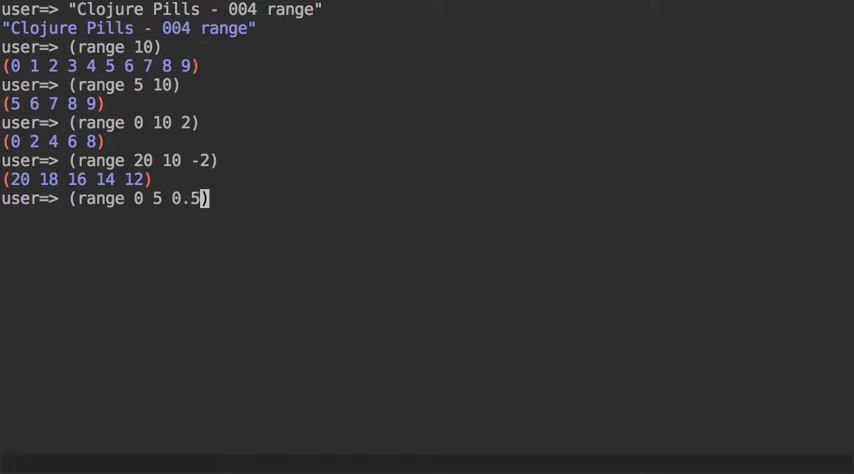 user=> "Clojure Pills - 004 range"
"Clojure Pills - 004 range"
user=> (range 10)
(0 1 2 3 4 5 6 7 8 9)
user=> (range 5 10)
(5 6 7 8 9)
user=> (range 0 10 2)
(0 2 4 6 8)
user=> (range 20 10 -2)
(20 18 16 14 12)
user=> (range 0 5 0.5)